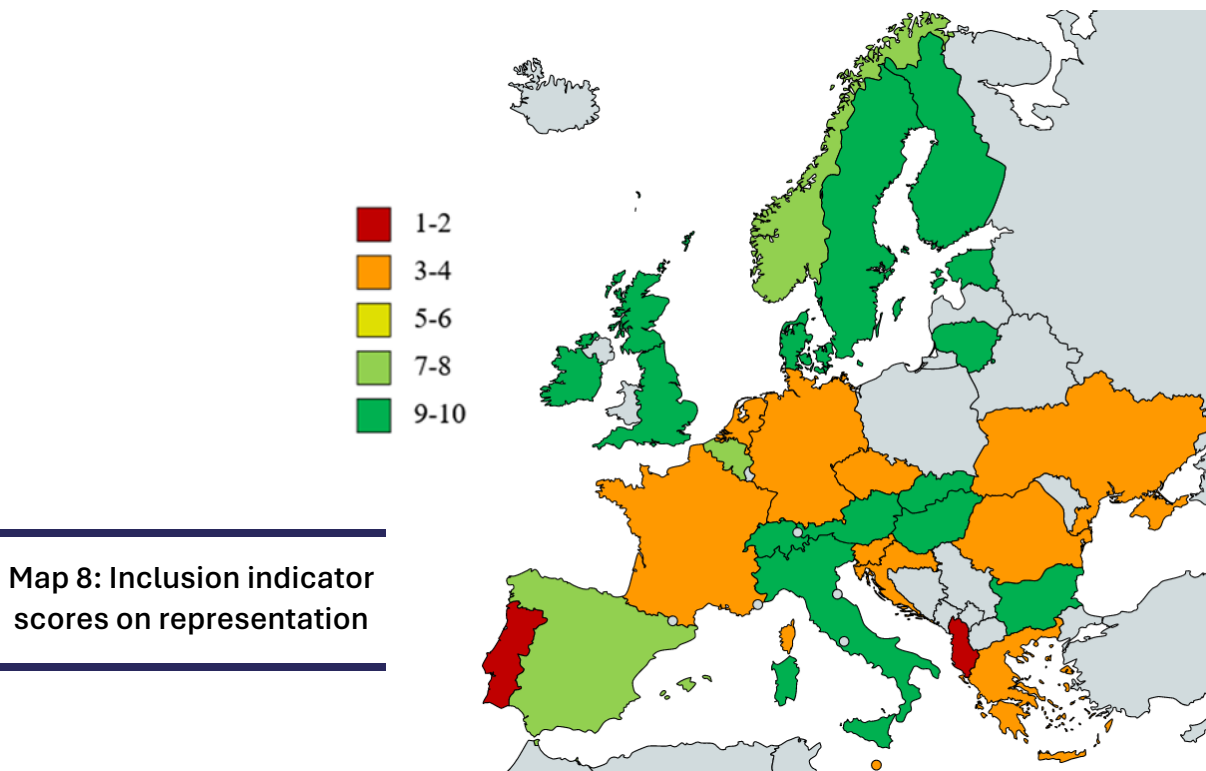 1-2
3-4
5-6
7-8
9-10
Map 8: Inclusion indicator
scores on representation